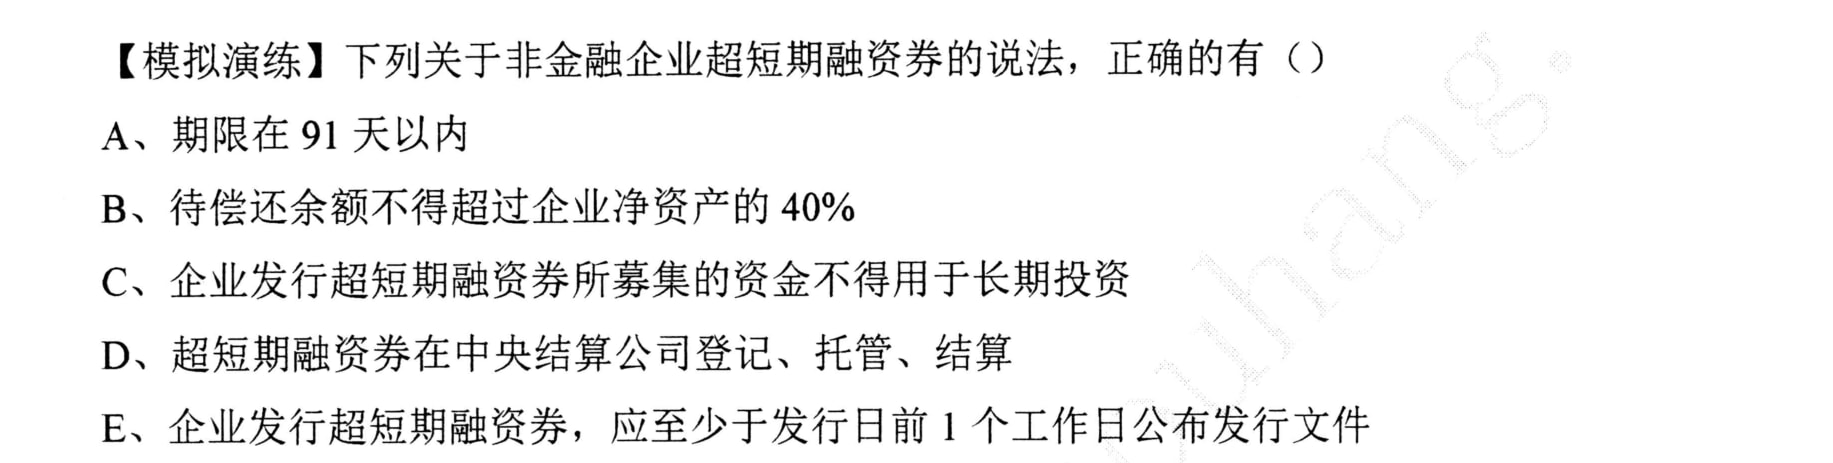 【模拟演练】下列关于非金融企业超短期融资券的说法，正确的有（）
A、期限在 91 天以内
B、待偿还余额不得超过企业净资产的 40%
C、企业发行超短期融资券所募集的资金不得用于长期投资
D、超短期融资券在中央结算公司登记、托管、结算
E、企业发行超短期融资券，应至少于发行日前 1 个工作日公布发行文件